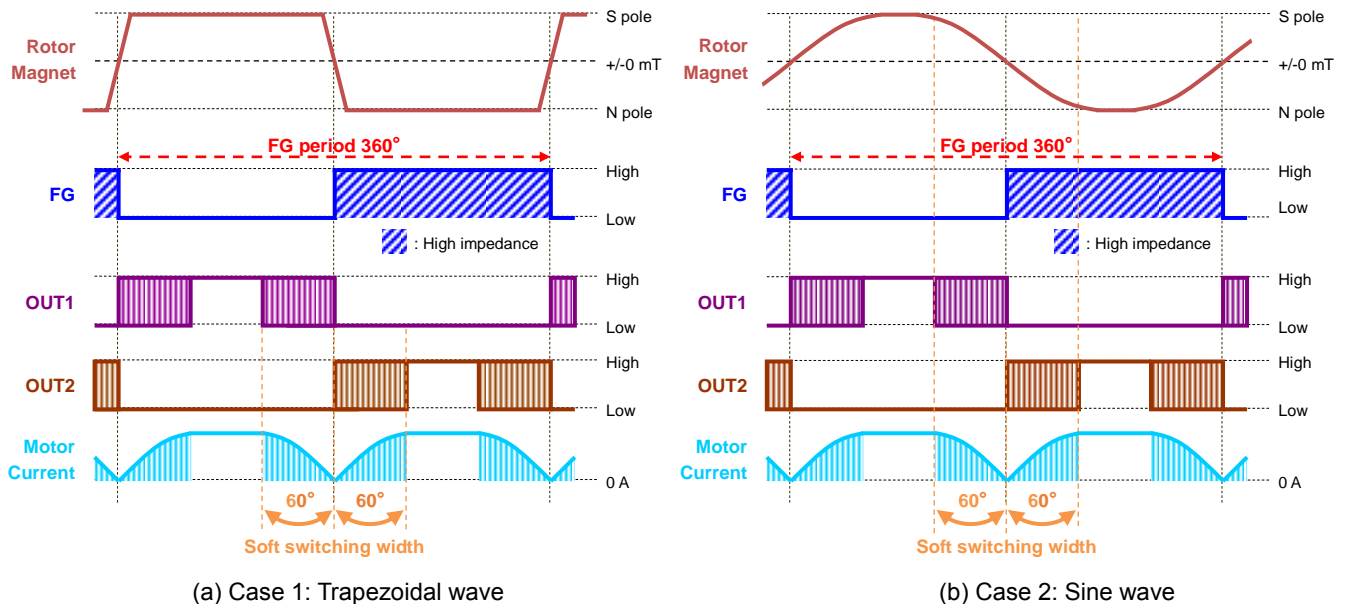 Rotor
Magnet
S pole
+/-0 mT
N pole
FG period 360°
FG
High
Low
: High impedance
OUT1
High
Low
OUT2
High
Low
Motor
Current
0 A
60° 60°
Soft switching width
(a) Case 1: Trapezoidal wave
Rotor
Magnet
S pole
+/-0 mT
N pole
FG period 360°
FG
High
Low
: High impedance
OUT1
High
Low
OUT2
High
Low
Motor
Current
0 A
60° 60°
Soft switching width
(b) Case 2: Sine wave